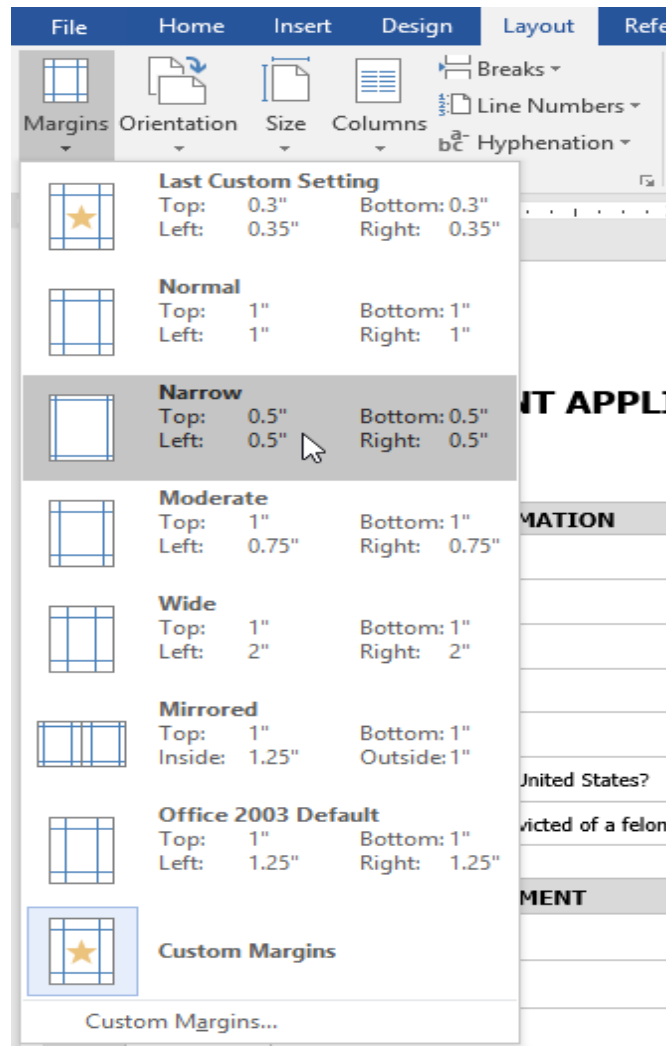 File Home Insert Design Layout Refe
Margins Orientation Size Columns
Breaks
Line Numbers
Hyphenation
Last Custom Setting
Top: 0.3" Bottom: 0.3"
Left: 0.35" Right: 0.35"
Normal
Top: 1" Bottom: 1"
Left: 1" Right: 1"
Narrow
Top: 0.5" Bottom: 0.5"
Left: 0.5" Right: 0.5"
Moderate
Top: 1" Bottom: 1"
Left: 0.75" Right: 0.75"
Wide
Top: 1" Bottom: 1"
Left: 2" Right: 2"
Mirrored
Top: 1" Bottom: 1"
Inside: 1.25" Outside: 1"
Office 2003 Default
Top: 1" Bottom: 1"
Left: 1.25" Right: 1.25"
Custom Margins
Custom Margins...
NT APPLI
MATION
United States?
victed of a felon
MENT